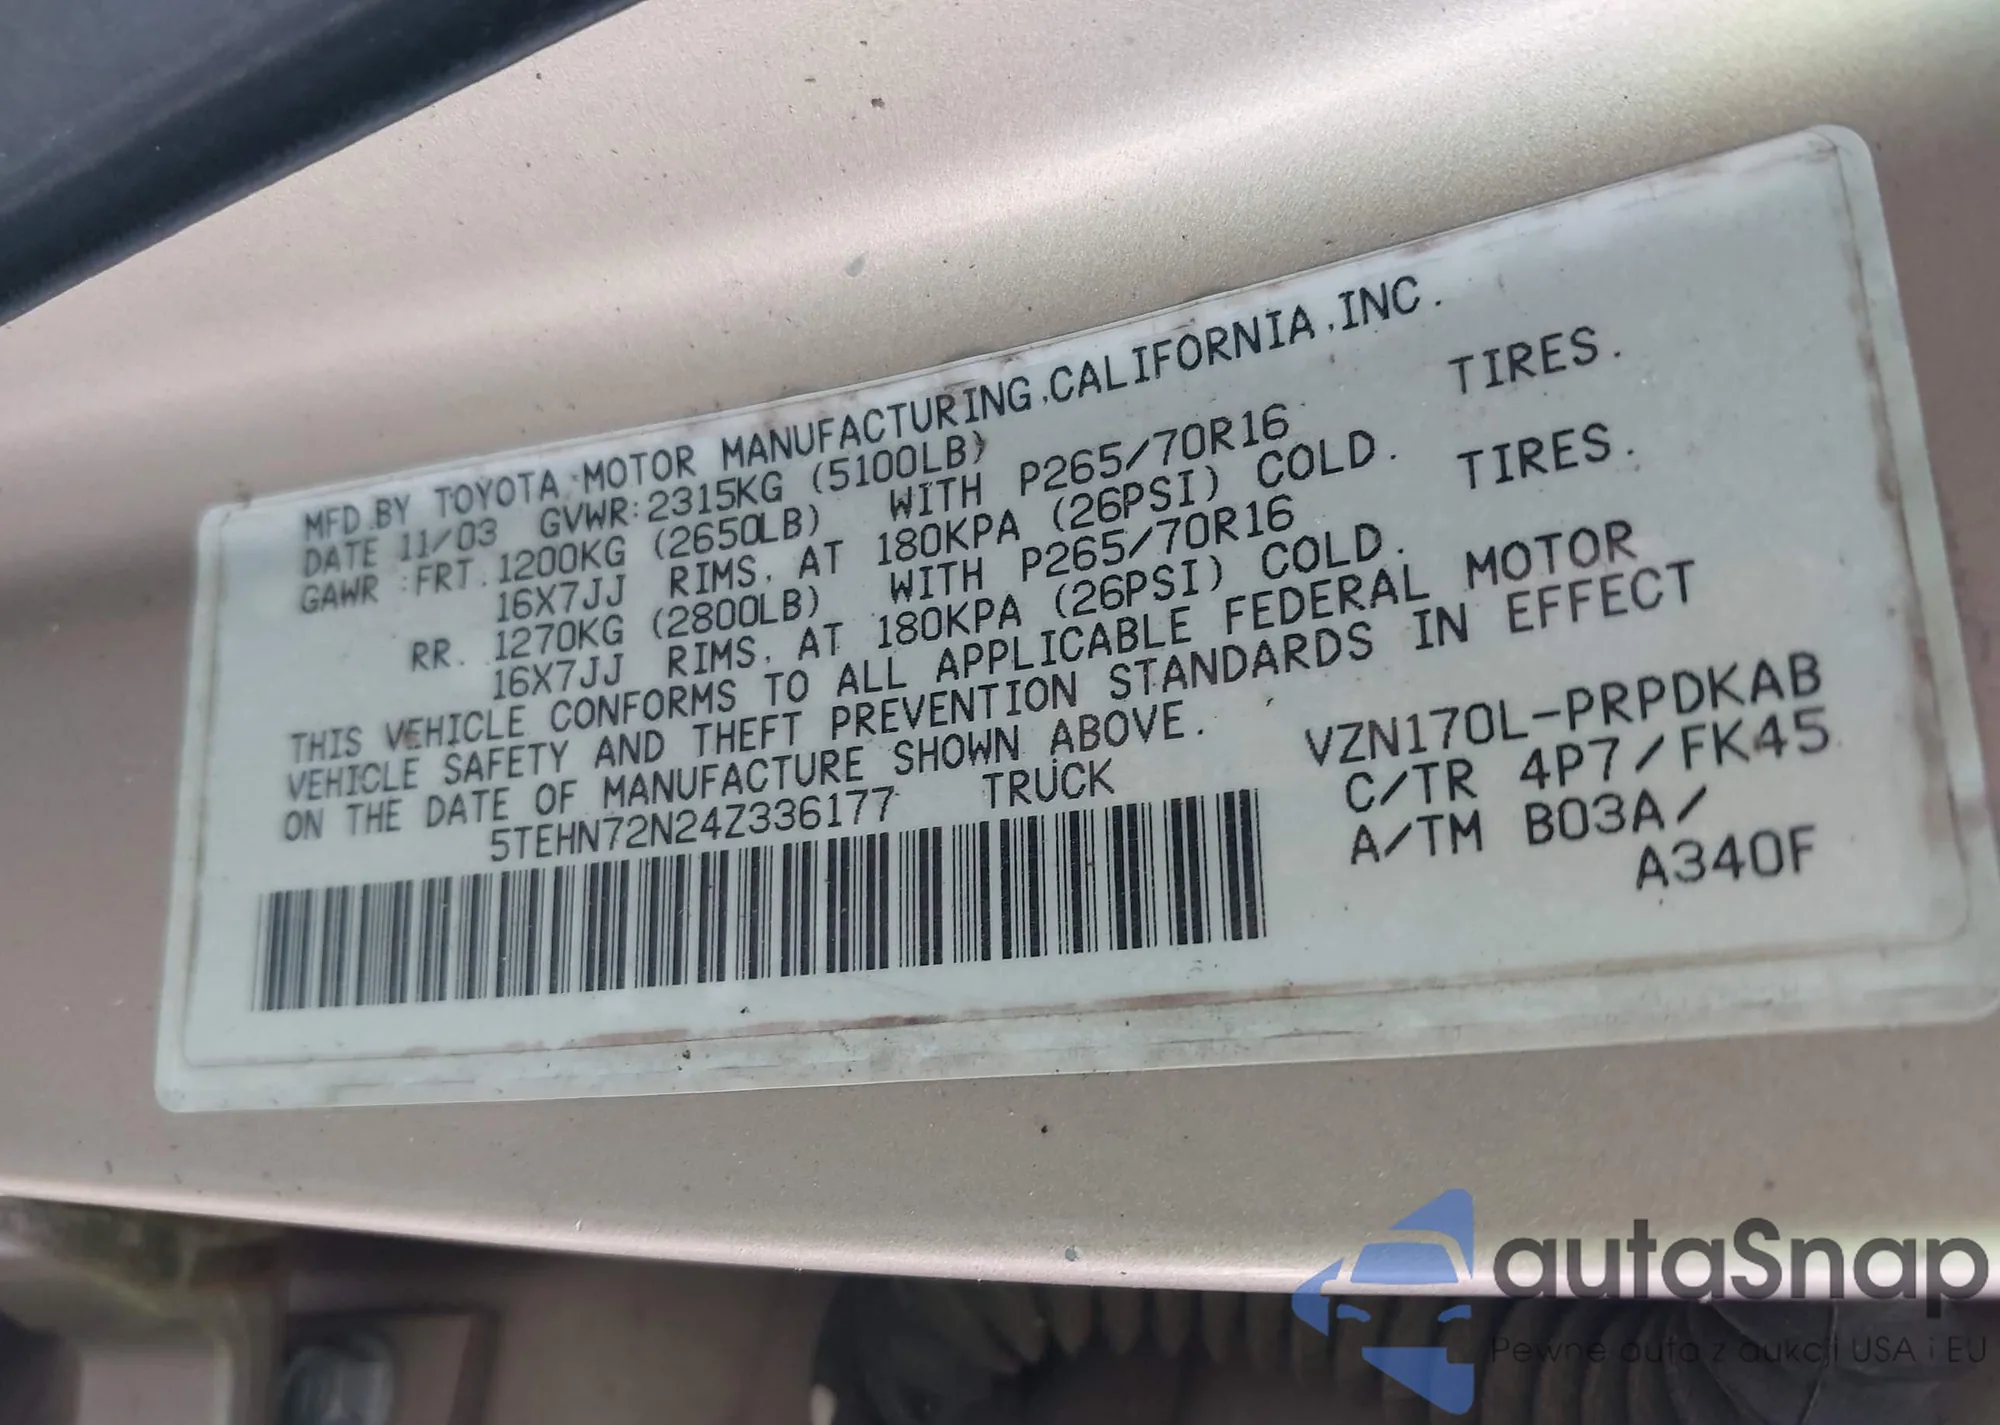 MFD.BY TOYOTA MOTOR MANUFACTURING,CALIFORNIA,INC.
DATE 11/03 GVWR:2315KG (5100LB)
GAWR :FRT. 1200KG (2650LB) WITH P265/70R16 TIRES.
16X7JJ RIMS, AT 180KPA (26PSI) COLD.
RR. 1270KG (2800LB) WITH P265/70R16 TIRES.
16X7JJ RIMS, AT 180KPA (26PSI) COLD.
THIS VEHICLE CONFORMS TO ALL APPLICABLE FEDERAL MOTOR
VEHICLE SAFETY AND THEFT PREVENTION STANDARDS IN EFFECT
ON THE DATE OF MANUFACTURE SHOWN ABOVE.
5TEHN72N24Z336177 TRUCK
VZN170L-PRPDKAB
C/TR 4P7/FK45
A/TM B03A/
A340F
autaSnap
Pewne auta z aukcji USA i EU